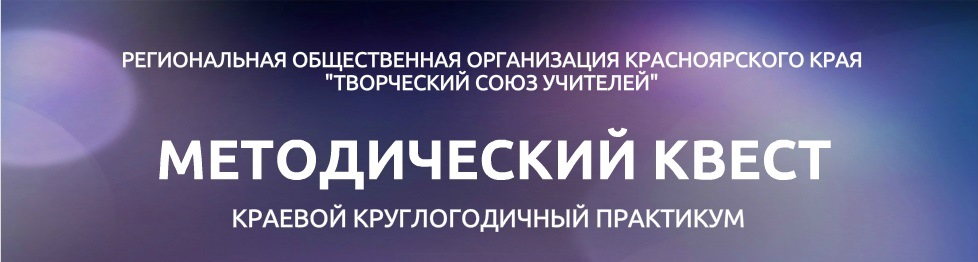 РЕГИОНАЛЬНАЯ ОБЩЕСТВЕННАЯ ОРГАНИЗАЦИЯ КРАСНОЯРСКОГО КРАЯ
"ТВОРЧЕСКИЙ СОЮЗ УЧИТЕЛЕЙ"
МЕТОДИЧЕСКИЙ КВЕСТ
КРАЕВОЙ КРУГЛОГОДИЧНЫЙ ПРАКТИКУМ